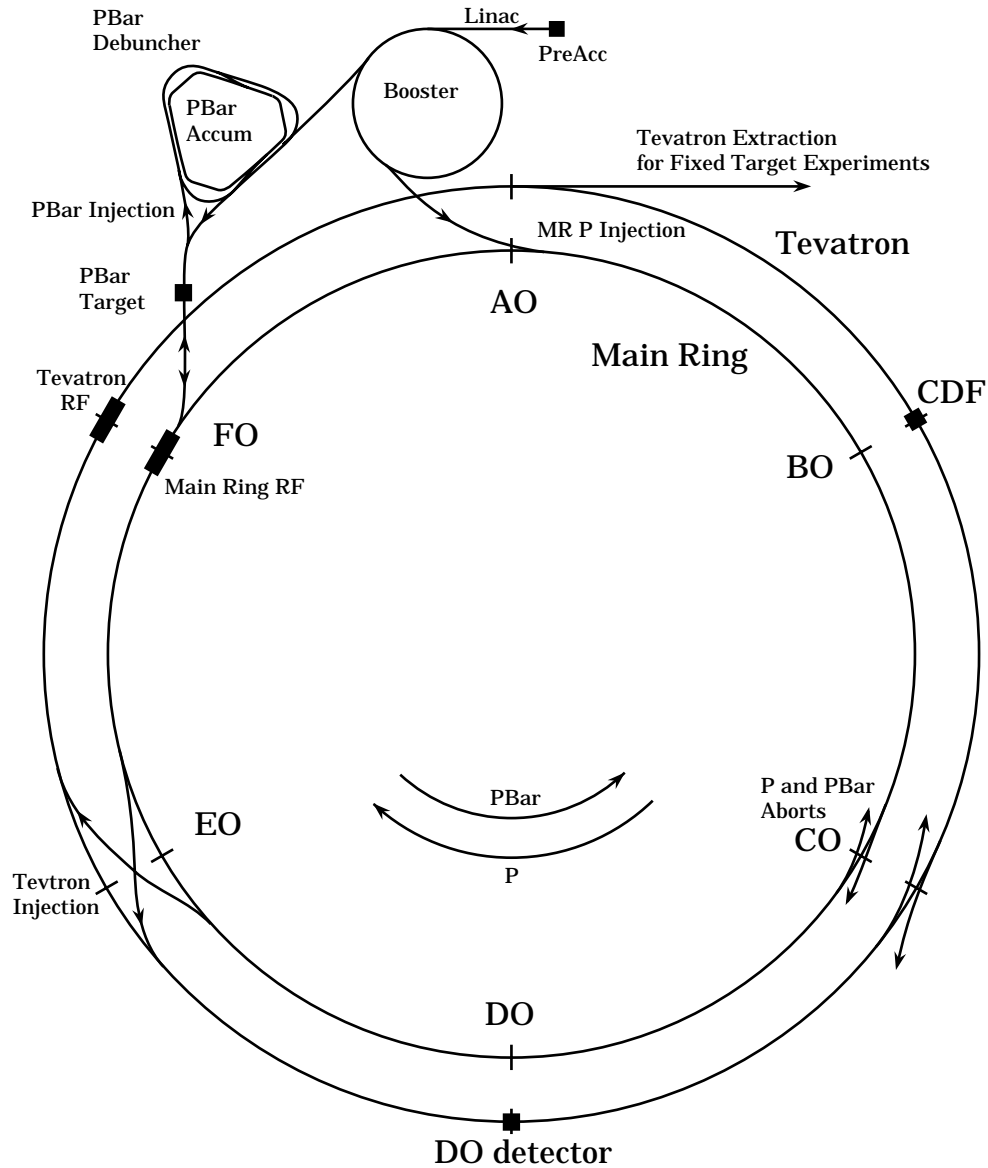 PBar
Debuncher
Linac
PreAcc
Booster
PBar
Accum
Tevatron Extraction
for Fixed Target Experiments
PBar Injection
MR P Injection
Tevatron
PBar
Target
AO
Main Ring
Tevatron
RF
CDF
FO
BO
Main Ring RF
P and PBar
Aborts
PBar
EO
CO
P
Tevtron
Injection
DO
DO detector